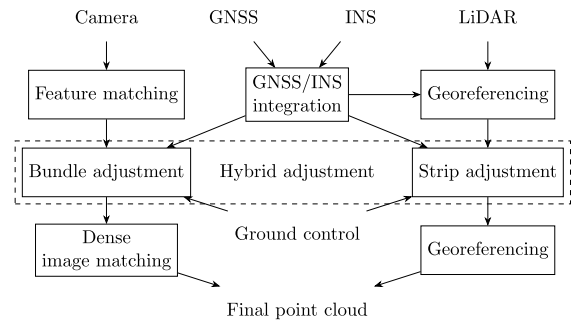 Camera
GNSS
INS
LiDAR
Feature matching
GNSS/INS
integration
Georeferencing
Bundle adjustment
Hybrid adjustment
Strip adjustment
Ground control
Dense
image matching
Georeferencing
Final point cloud